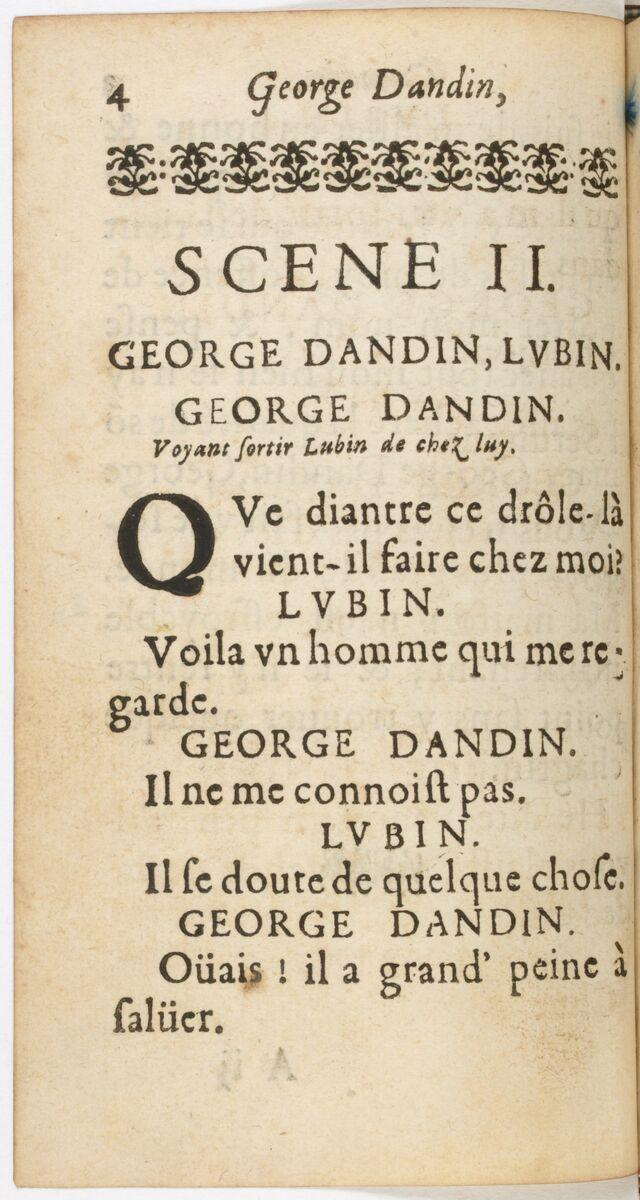 4 George Dandin,
SCENE II.
GEORGE DANDIN, LVBIN.
GEORGE DANDIN.
Voyant ſortir Lubin de chez luy.
QVe diantre ce drôle-là
vient-il faire chez moi?
LVBIN.
Voila vn homme qui me re-
garde.
GEORGE DANDIN.
Il ne me connoiſt pas.
LVBIN.
Il ſe doute de quelque choſe.
GEORGE DANDIN.
Oüais ! il a grand' peine à
ſalüer.